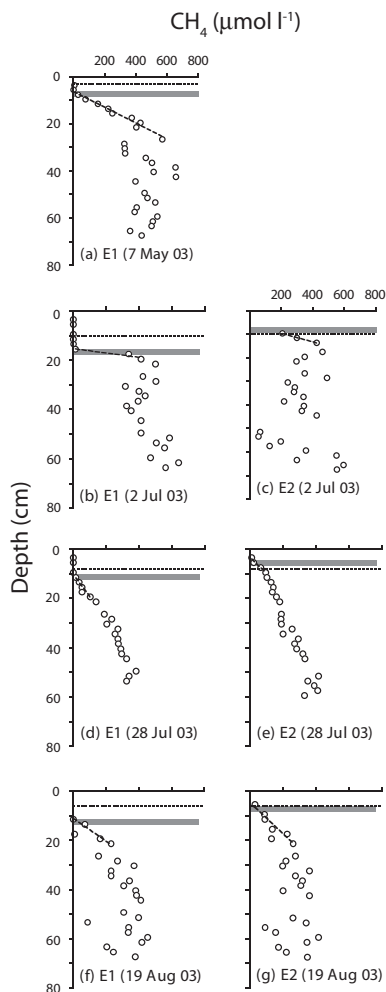 CH4 (μmol l-1)
200 400 600 800
0
20
40
60
80
(a) E1 (7 May 03)
0
20
40
60
80
(b) E1 (2 Jul 03)
200 400 600 800
(c) E2 (2 Jul 03)
Depth (cm)
0
20
40
60
80
(d) E1 (28 Jul 03)
(e) E2 (28 Jul 03)
0
20
40
60
80
(f) E1 (19 Aug 03)
(g) E2 (19 Aug 03)